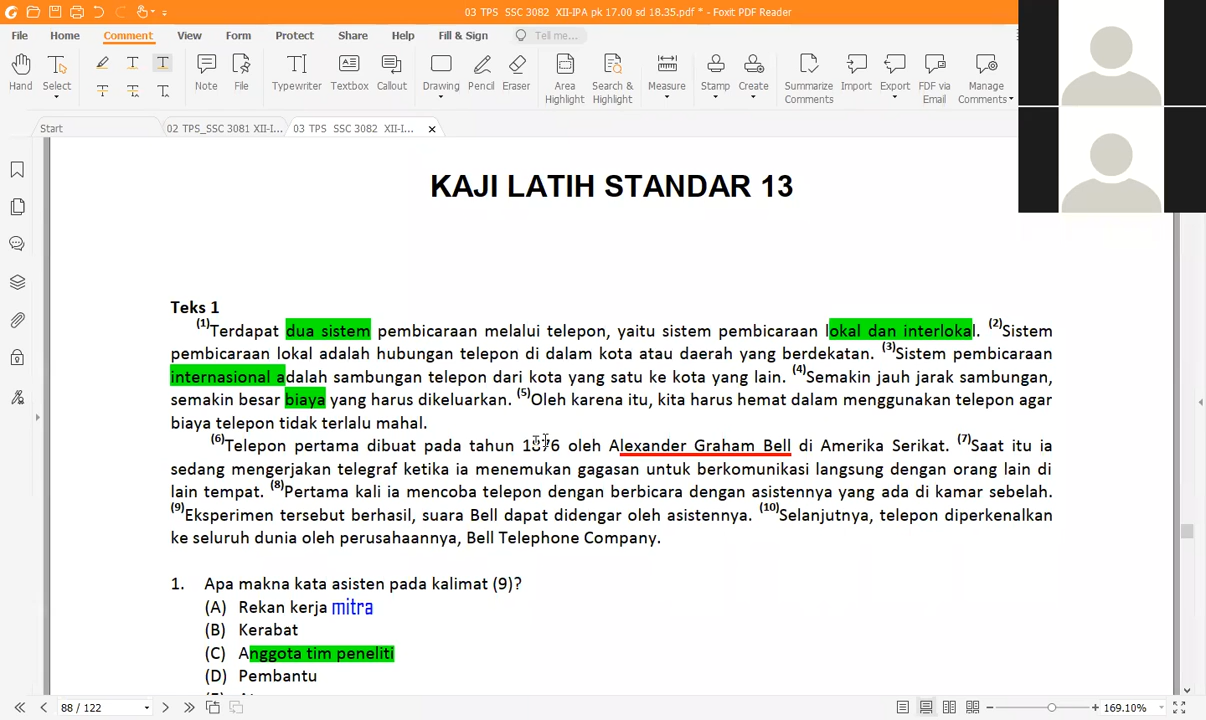 03 TPS SSC 3082 XII-IPA pk 17.00 sd 18.35.pdf * - Foxit PDF Reader
File Home Comment View Form Protect Share Help Fill & Sign Tell me...
Hand Select Note File Typewriter Textbox Callout Drawing Pencil Eraser Area Highlight Search & Highlight Measure Stamp Create Summarize Comments Import Export FDF via Email Manage Comments
Start 02 TPS_SSC 3081 XII-I... 03 TPS SSC 3082 XII-I...
KAJI LATIH STANDAR 13
Teks 1
(1)Terdapat dua sistem pembicaraan melalui telepon, yaitu sistem pembicaraan lokal dan interlokal. (2)Sistem
pembicaraan lokal adalah hubungan telepon di dalam kota atau daerah yang berdekatan. (3)Sistem pembicaraan
internasional adalah sambungan telepon dari kota yang satu ke kota yang lain. (4)Semakin jauh jarak sambungan,
semakin besar biaya yang harus dikeluarkan. (5)Oleh karena itu, kita harus hemat dalam menggunakan telepon agar
biaya telepon tidak terlalu mahal.
(6)Telepon pertama dibuat pada tahun 1876 oleh Alexander Graham Bell di Amerika Serikat. (7)Saat itu ia
sedang mengerjakan telegraf ketika ia menemukan gagasan untuk berkomunikasi langsung dengan orang lain di
lain tempat. (8)Pertama kali ia mencoba telepon dengan berbicara dengan asistennya yang ada di kamar sebelah.
(9)Eksperimen tersebut berhasil, suara Bell dapat didengar oleh asistennya. (10)Selanjutnya, telepon diperkenalkan
ke seluruh dunia oleh perusahaannya, Bell Telephone Company.
1. Apa makna kata asisten pada kalimat (9)?
(A) Rekan kerja mitra
(B) Kerabat
(C) Anggota tim peneliti
(D) Pembantu
88 / 122 169.10%